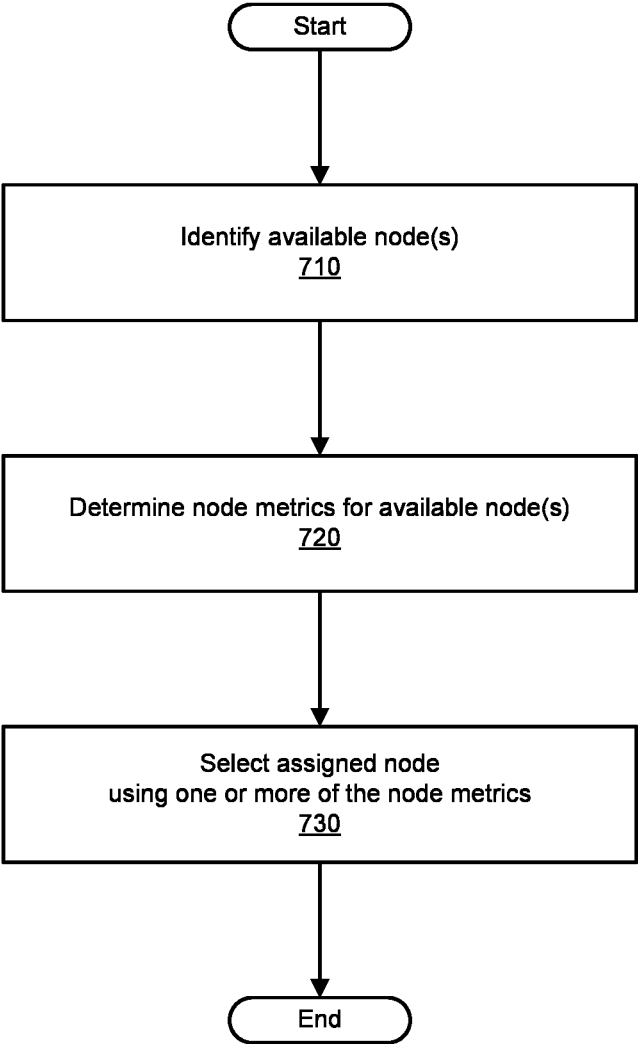 Start
Identify available node(s)
710
Determine node metrics for available node(s)
720
Select assigned node
using one or more of the node metrics
730
End